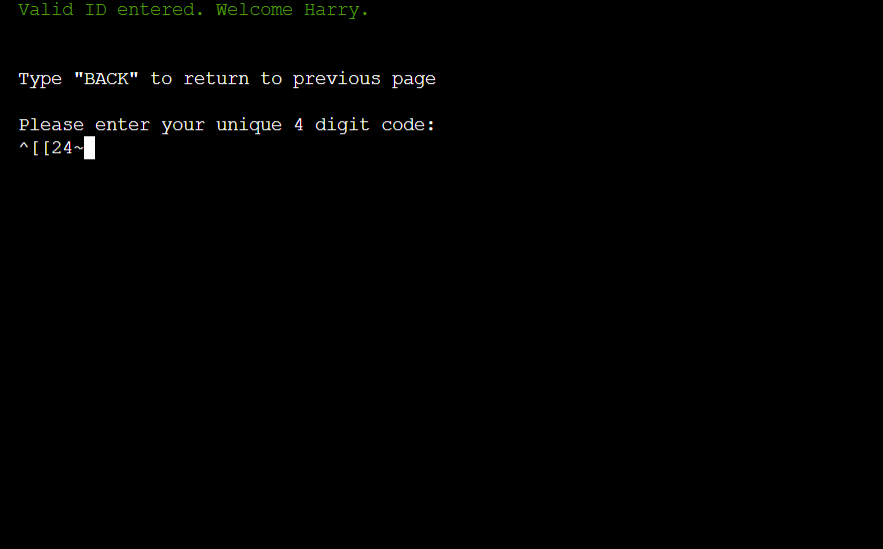 Valid ID entered. Welcome Harry.
Type "BACK" to return to previous page
Please enter your unique 4 digit code:
^[[24~